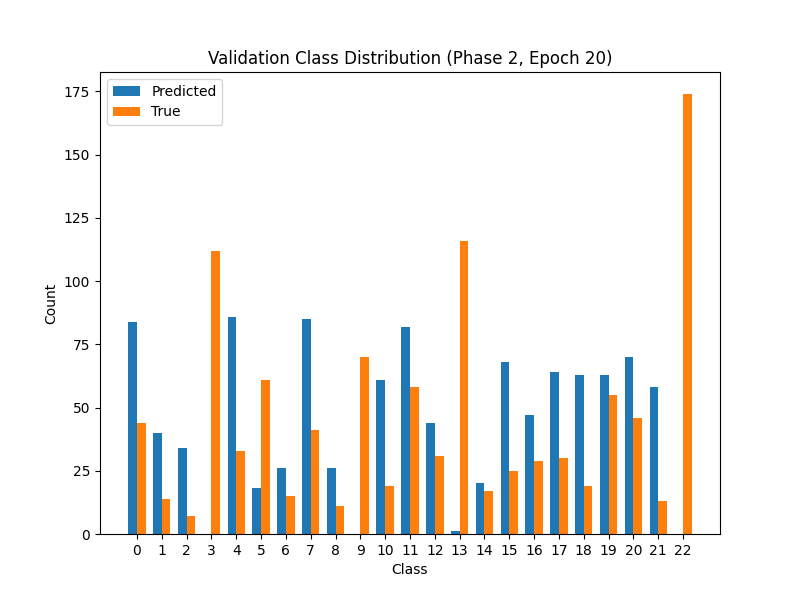 Validation Class Distribution (Phase 2, Epoch 20)
Predicted
True
175
150
125
100
75
50
25
0
Count
0 1 2 3 4 5 6 7 8 9 10 11 12 13 14 15 16 17 18 19 20 21 22
Class